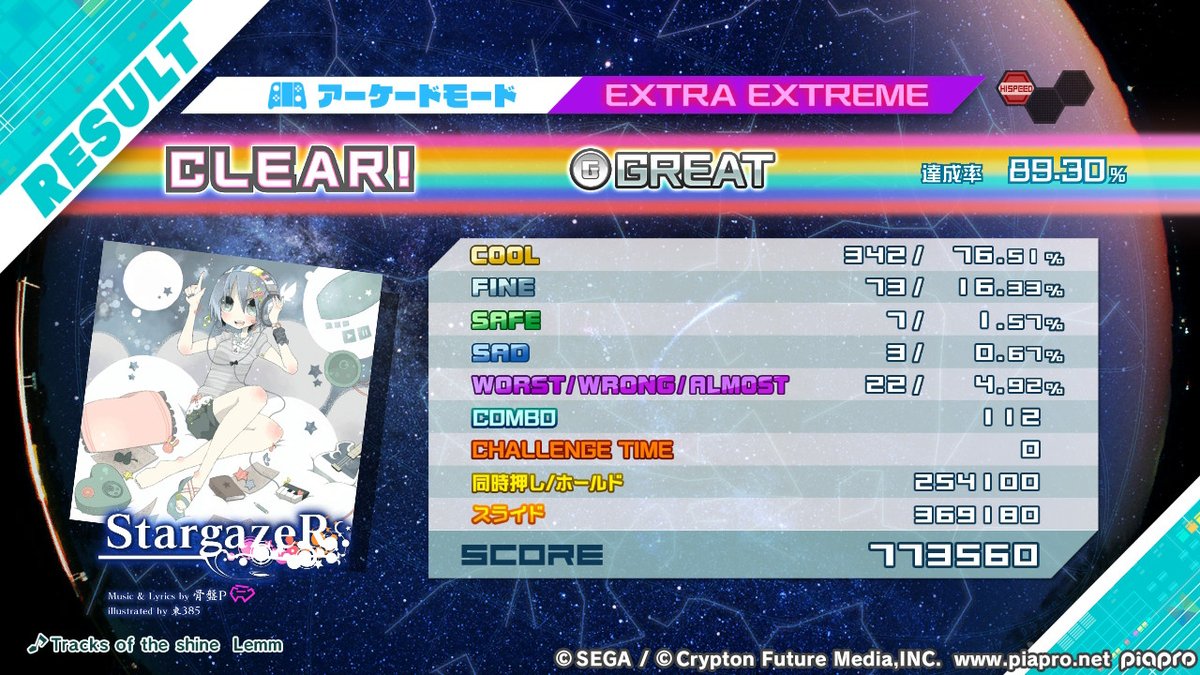 RESULT
アーケードモード EXTRA EXTREME HISPEED
CLEAR! G GREAT 達成率 89.30%
COOL 342/ 76.51%
FINE 73/ 16.33%
SAFE 7/ 1.57%
SAD 3/ 0.67%
WORST/WRONG/ALMOST 22/ 4.92%
COMBO 112
CHALLENGE TIME 0
同時押し/ホールド 254100
スライド 369180
SCORE 773560
StargazeR
Music & Lyrics by 骨盤P
illustrated by 東385
Tracks of the shine Lemm
©SEGA / ©Crypton Future Media,INC. www.piapro.net piapro